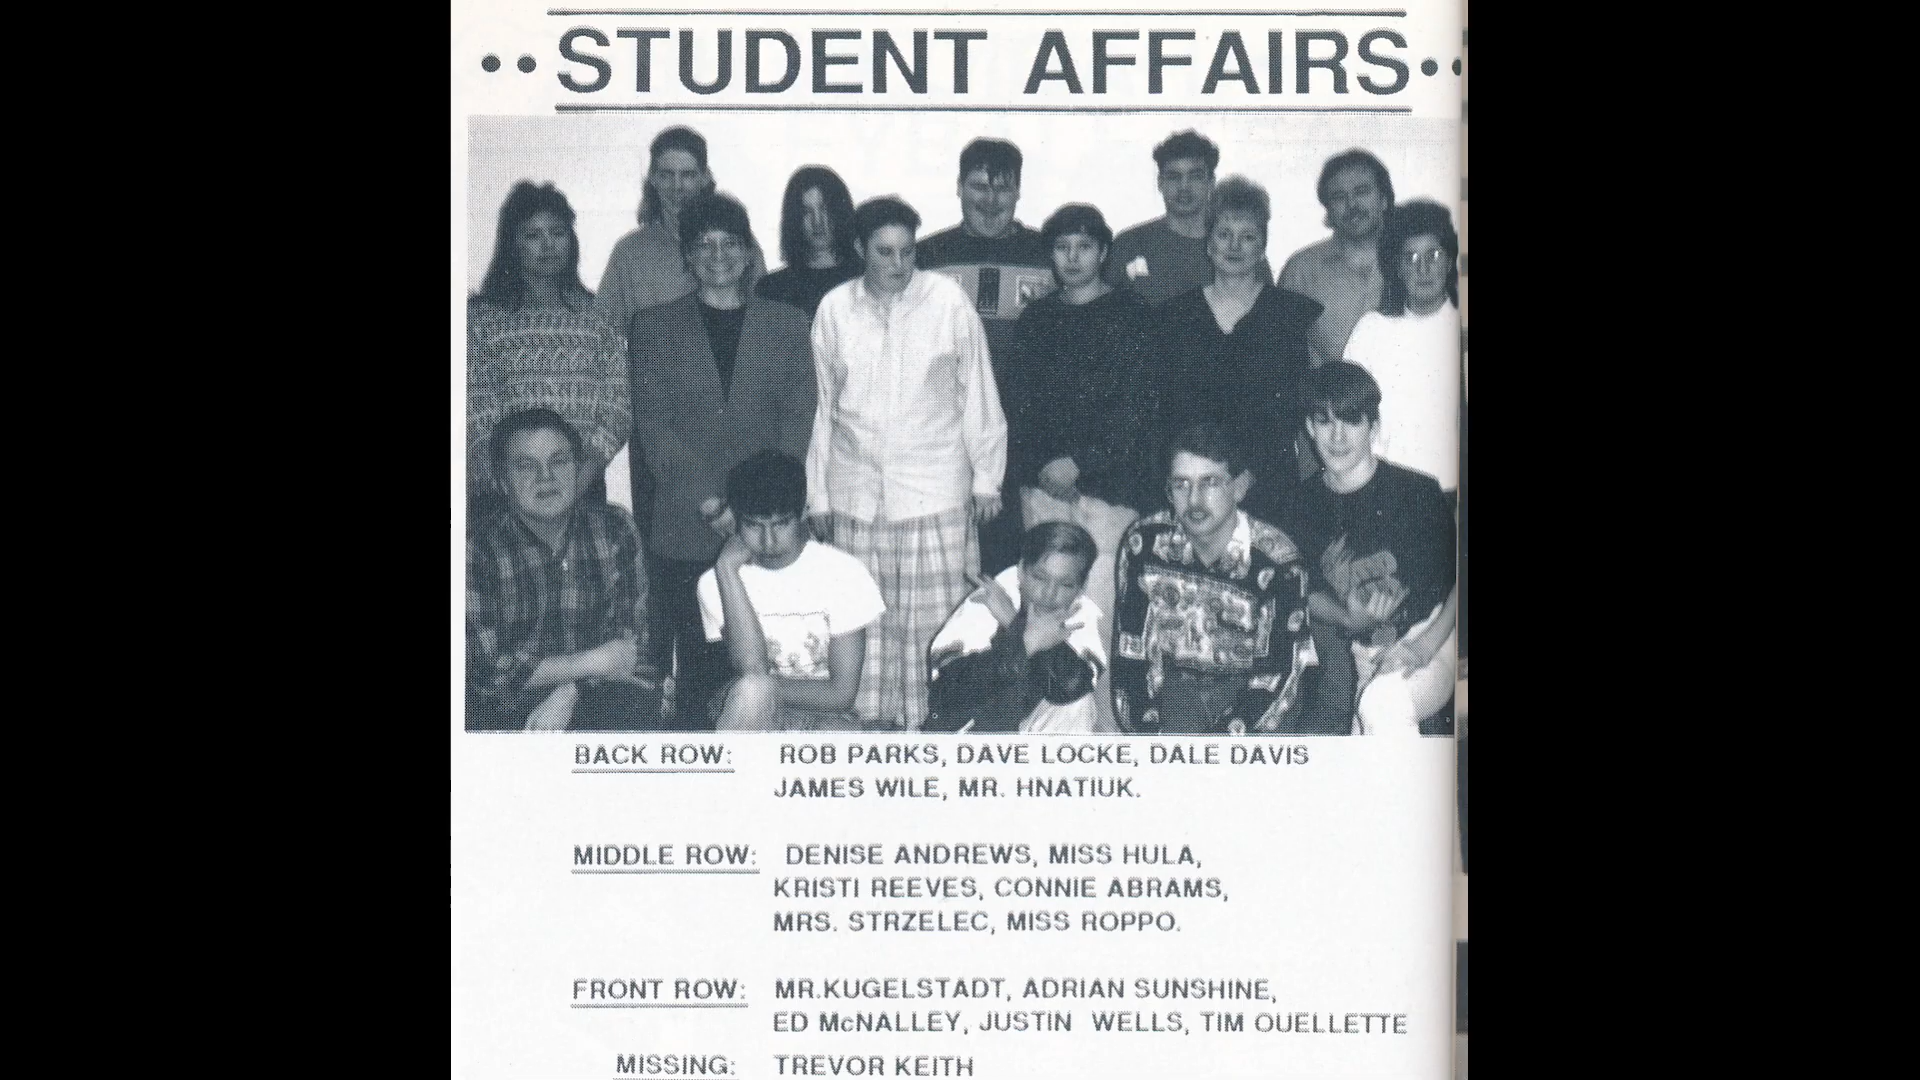 ••STUDENT AFFAIRS••
BACK ROW: ROB PARKS, DAVE LOCKE, DALE DAVIS
JAMES WILE, MR. HNATIUK.
MIDDLE ROW: DENISE ANDREWS, MISS HULA,
KRISTI REEVES, CONNIE ABRAMS,
MRS. STRZELEC, MISS ROPPO.
FRONT ROW: MR.KUGELSTADT, ADRIAN SUNSHINE,
ED McNALLEY, JUSTIN WELLS, TIM OUELLETTE
MISSING: TREVOR KEITH